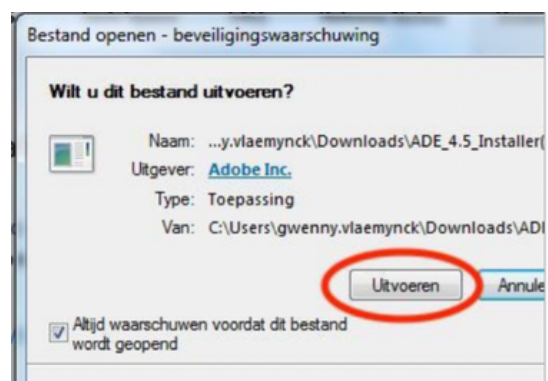 Bestand openen - beveiligingswaarschuwing
Wilt u dit bestand uitvoeren?
Naam: ...y.vlaemynck\Downloads\ADE_4.5_Installer(
Uitgever: Adobe Inc.
Type: Toepassing
Van: C:\Users\gwenny.vlaemynck\Downloads\ADI
Uitvoeren Annule
Altijd waarschuwen voordat dit bestand
wordt geopend